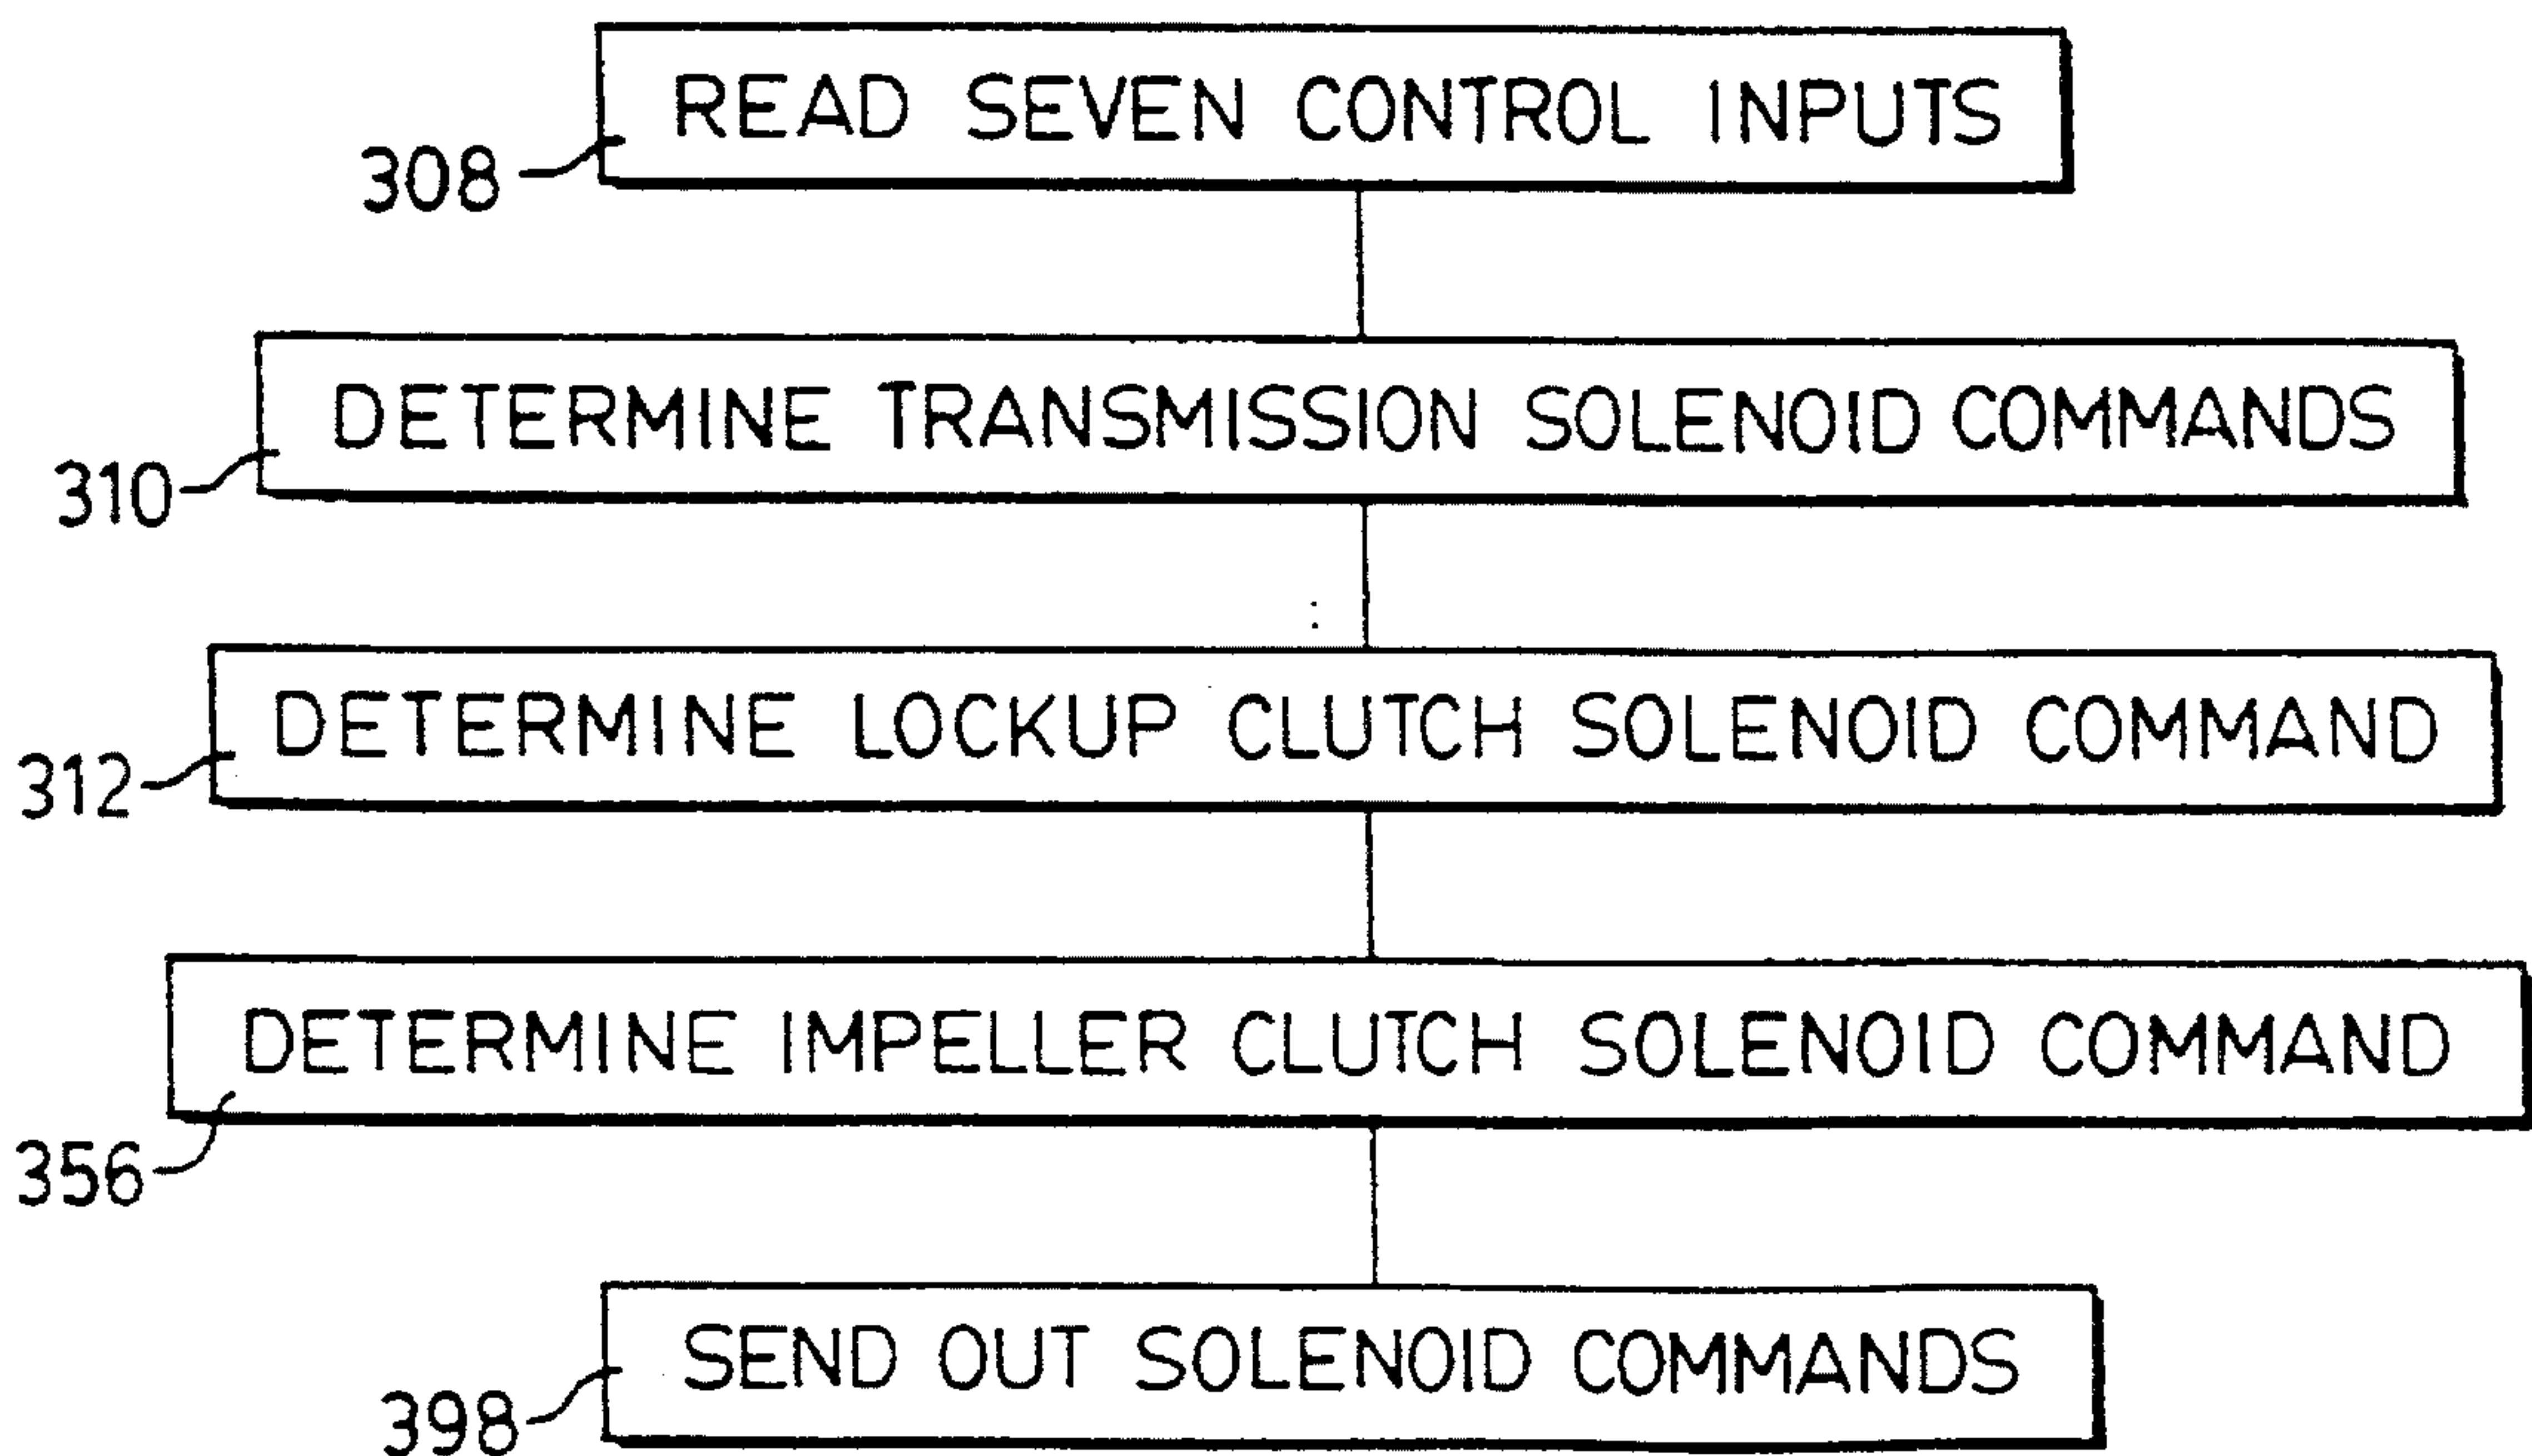 READ SEVEN CONTROL INPUTS
308
DETERMINE TRANSMISSION SOLENOID COMMANDS
310
DETERMINE LOCKUP CLUTCH SOLENOID COMMAND
312
DETERMINE IMPELLER CLUTCH SOLENOID COMMAND
356
SEND OUT SOLENOID COMMANDS
398